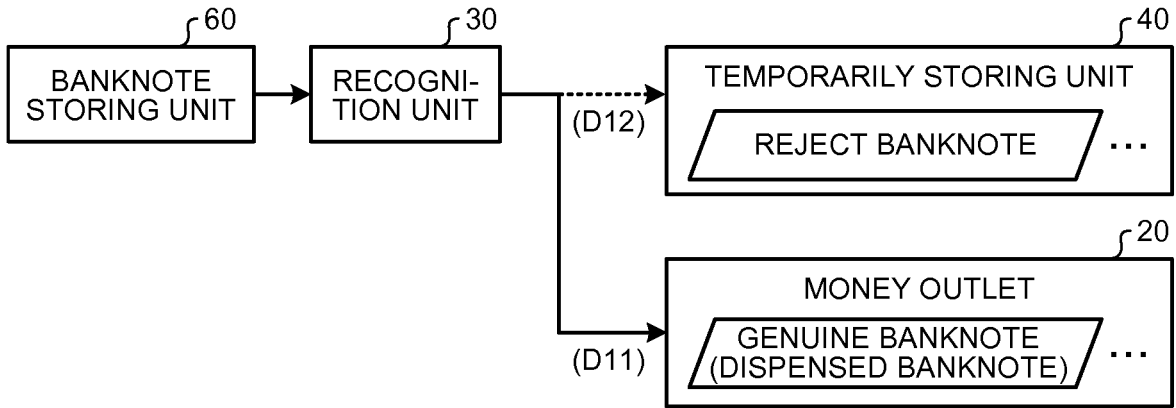 60
30
40
BANKNOTE
STORING UNIT
RECOGNI-
TION UNIT
(D12)
TEMPORARILY STORING UNIT
REJECT BANKNOTE
...
20
(D11)
MONEY OUTLET
GENUINE BANKNOTE
(DISPENSED BANKNOTE)
...